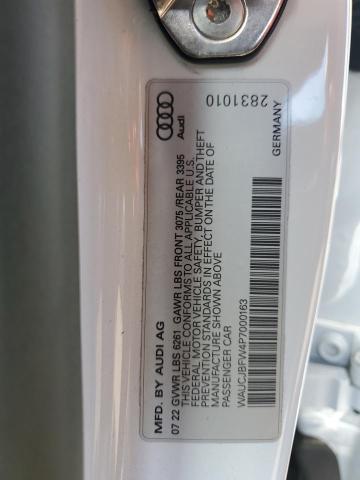 Audi
2831010
MFD. BY AUDI AG
GERMANY
07 22 GVWR LBS 6261 GAWR LBS FRONT 3075 /REAR 3395
THIS VEHICLE CONFORMS TO ALL APPLICABLE U.S.
FEDERAL MOTOR VEHICLE SAFETY, BUMPER AND THEFT
PREVENTION STANDARDS IN EFFECT ON THE DATE OF
MANUFACTURE SHOWN ABOVE
PASSENGER CAR
WAUCJBFW4P7000163